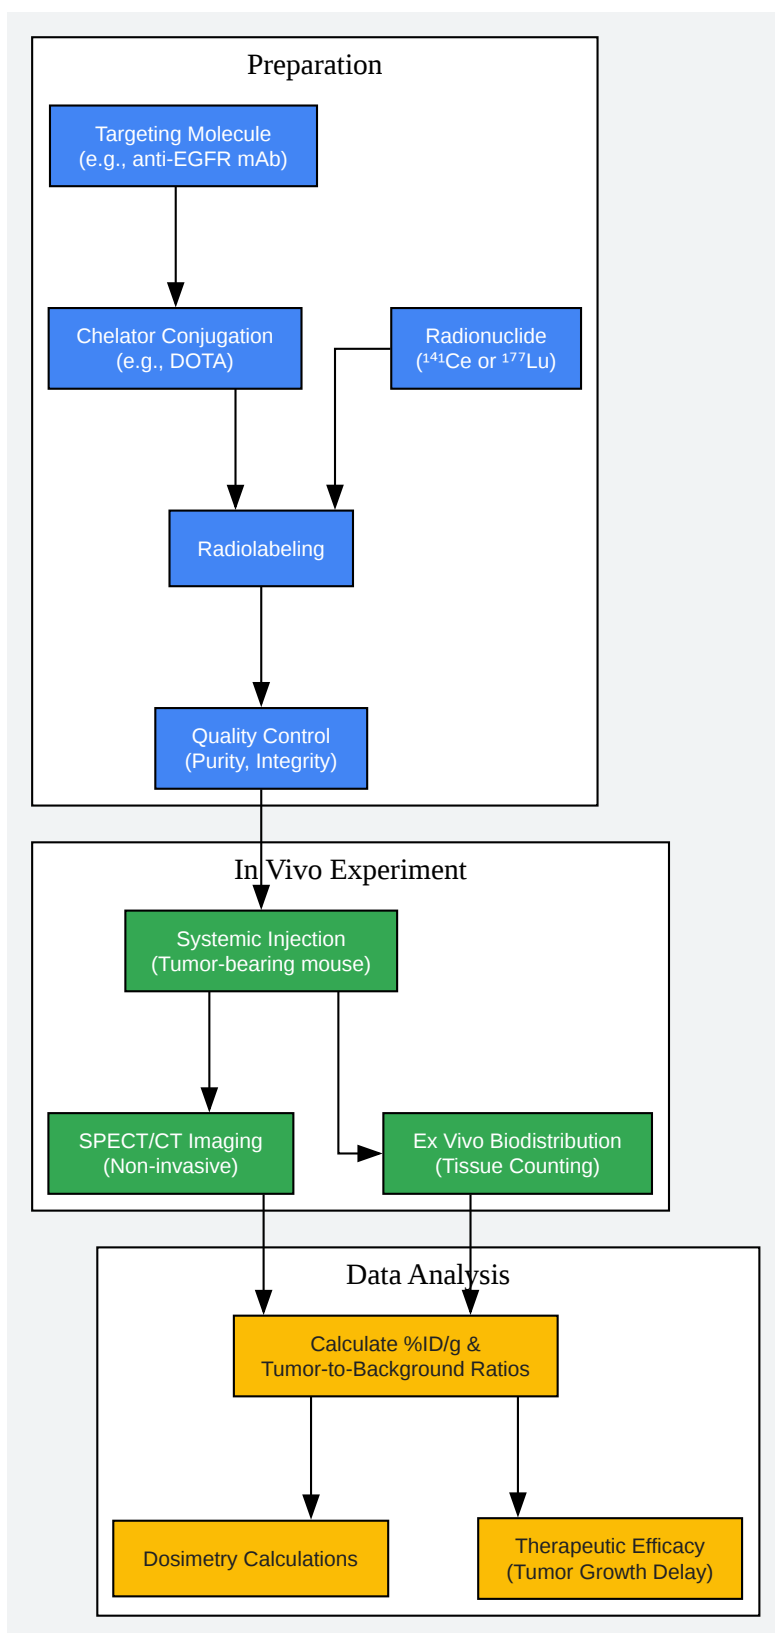 Preparation
Targeting Molecule
(e.g., anti-EGFR mAb)
Chelator Conjugation
(e.g., DOTA)
Radionuclide
(¹⁴¹Ce or ¹⁷⁷Lu)
Radiolabeling
Quality Control
(Purity, Integrity)
In Vivo Experiment
Systemic Injection
(Tumor-bearing mouse)
SPECT/CT Imaging
(Non-invasive)
Ex Vivo Biodistribution
(Tissue Counting)
Data Analysis
Calculate %ID/g &
Tumor-to-Background Ratios
Dosimetry Calculations
Therapeutic Efficacy
(Tumor Growth Delay)